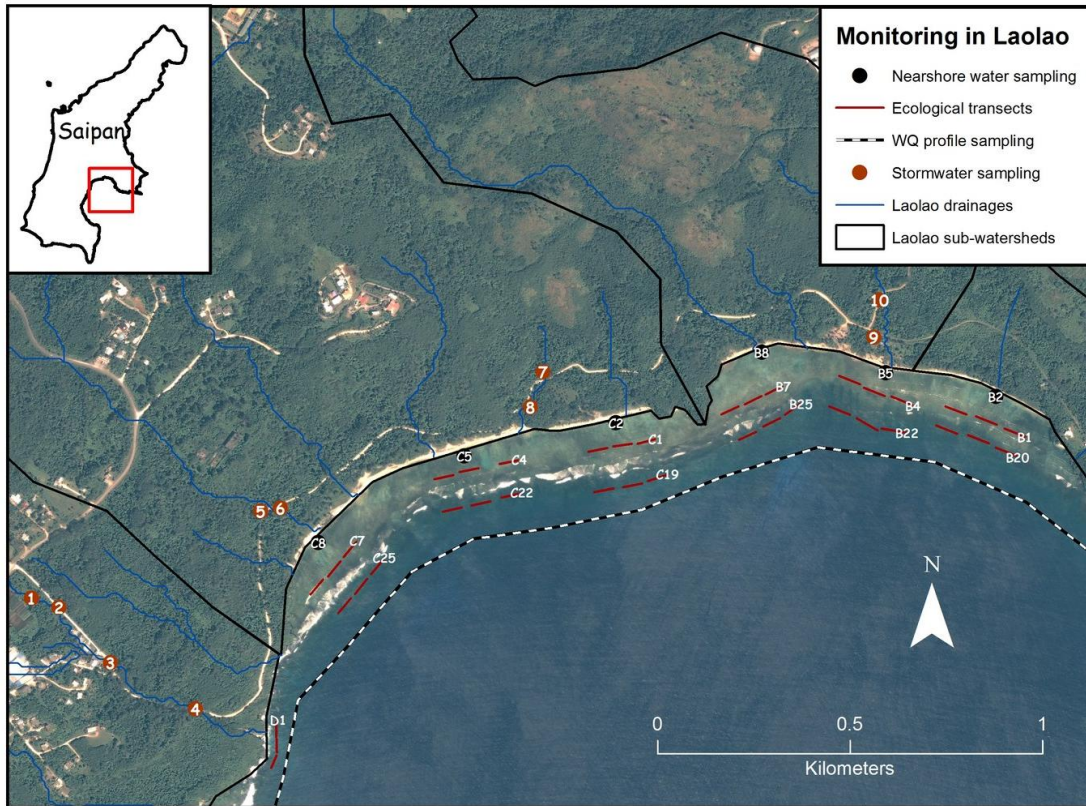 Saipan
Monitoring in Laolao
Nearshore water sampling
Ecological transects
WQ profile sampling
Stormwater sampling
Laolao drainages
Laolao sub-watersheds
10
9
B8
B5
B2
7
B7
B25
B4
8
C2
B22
B1
C1
B20
C5
C4
C19
C22
5
6
C8
C7
C25
1
2
N
3
4
D1
0
0.5
1
Kilometers